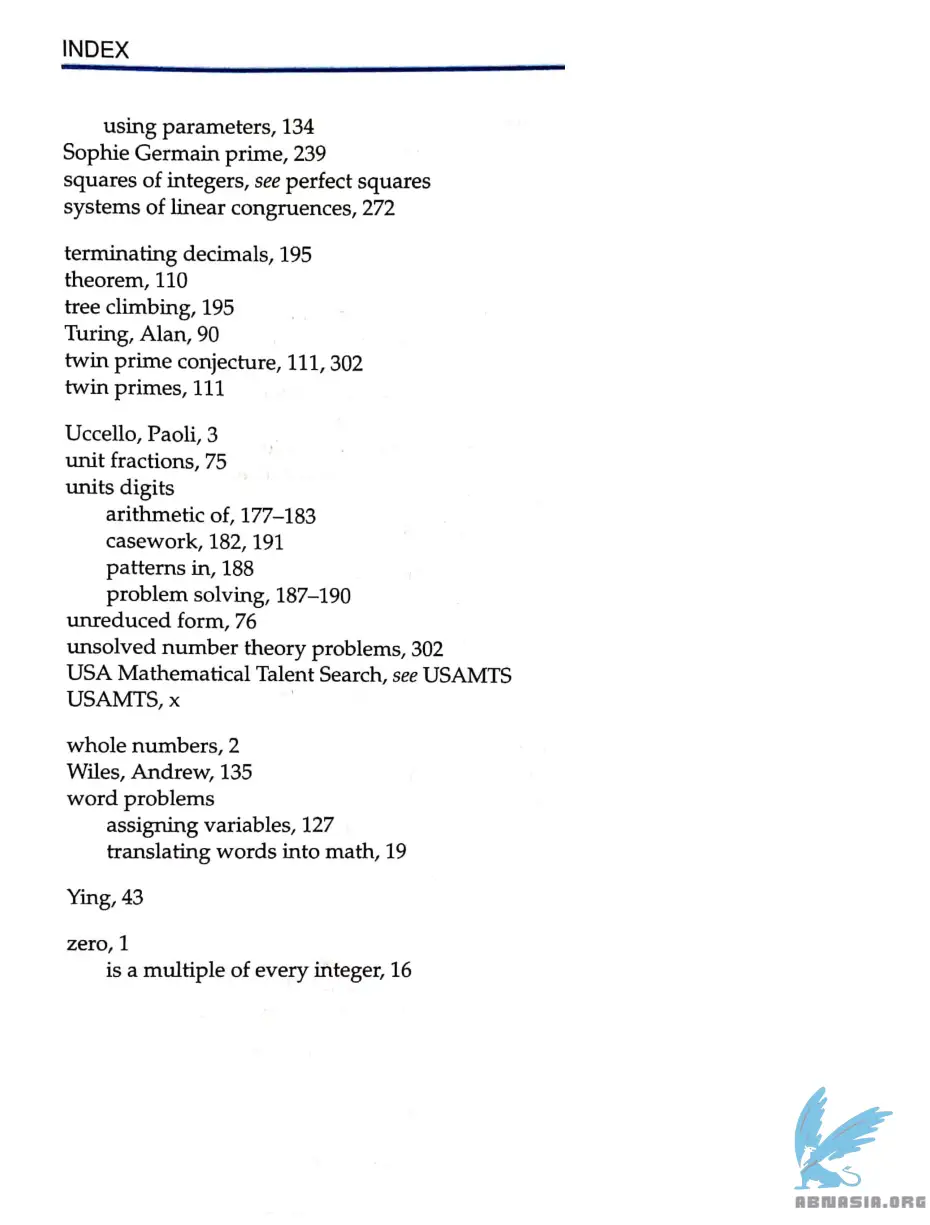 INDEX
using parameters, 134
Sophie Germain prime, 239
squares of integers, see perfect squares
systems of linear congruences, 272
terminating decimals, 195
theorem, 110
tree climbing, 195
Turing, Alan, 90
twin prime conjecture, 111, 302
twin primes, 111
Uccello, Paoli, 3
unit fractions, 75
units digits
arithmetic of, 177–183
casework, 182, 191
patterns in, 188
problem solving, 187–190
unreduced form, 76
unsolved number theory problems, 302
USA Mathematical Talent Search, see USAMTS
USAMTS, x
whole numbers, 2
Wiles, Andrew, 135
word problems
assigning variables, 127
translating words into math, 19
Ying, 43
zero, 1
is a multiple of every integer, 16
ABNASIA.ORG